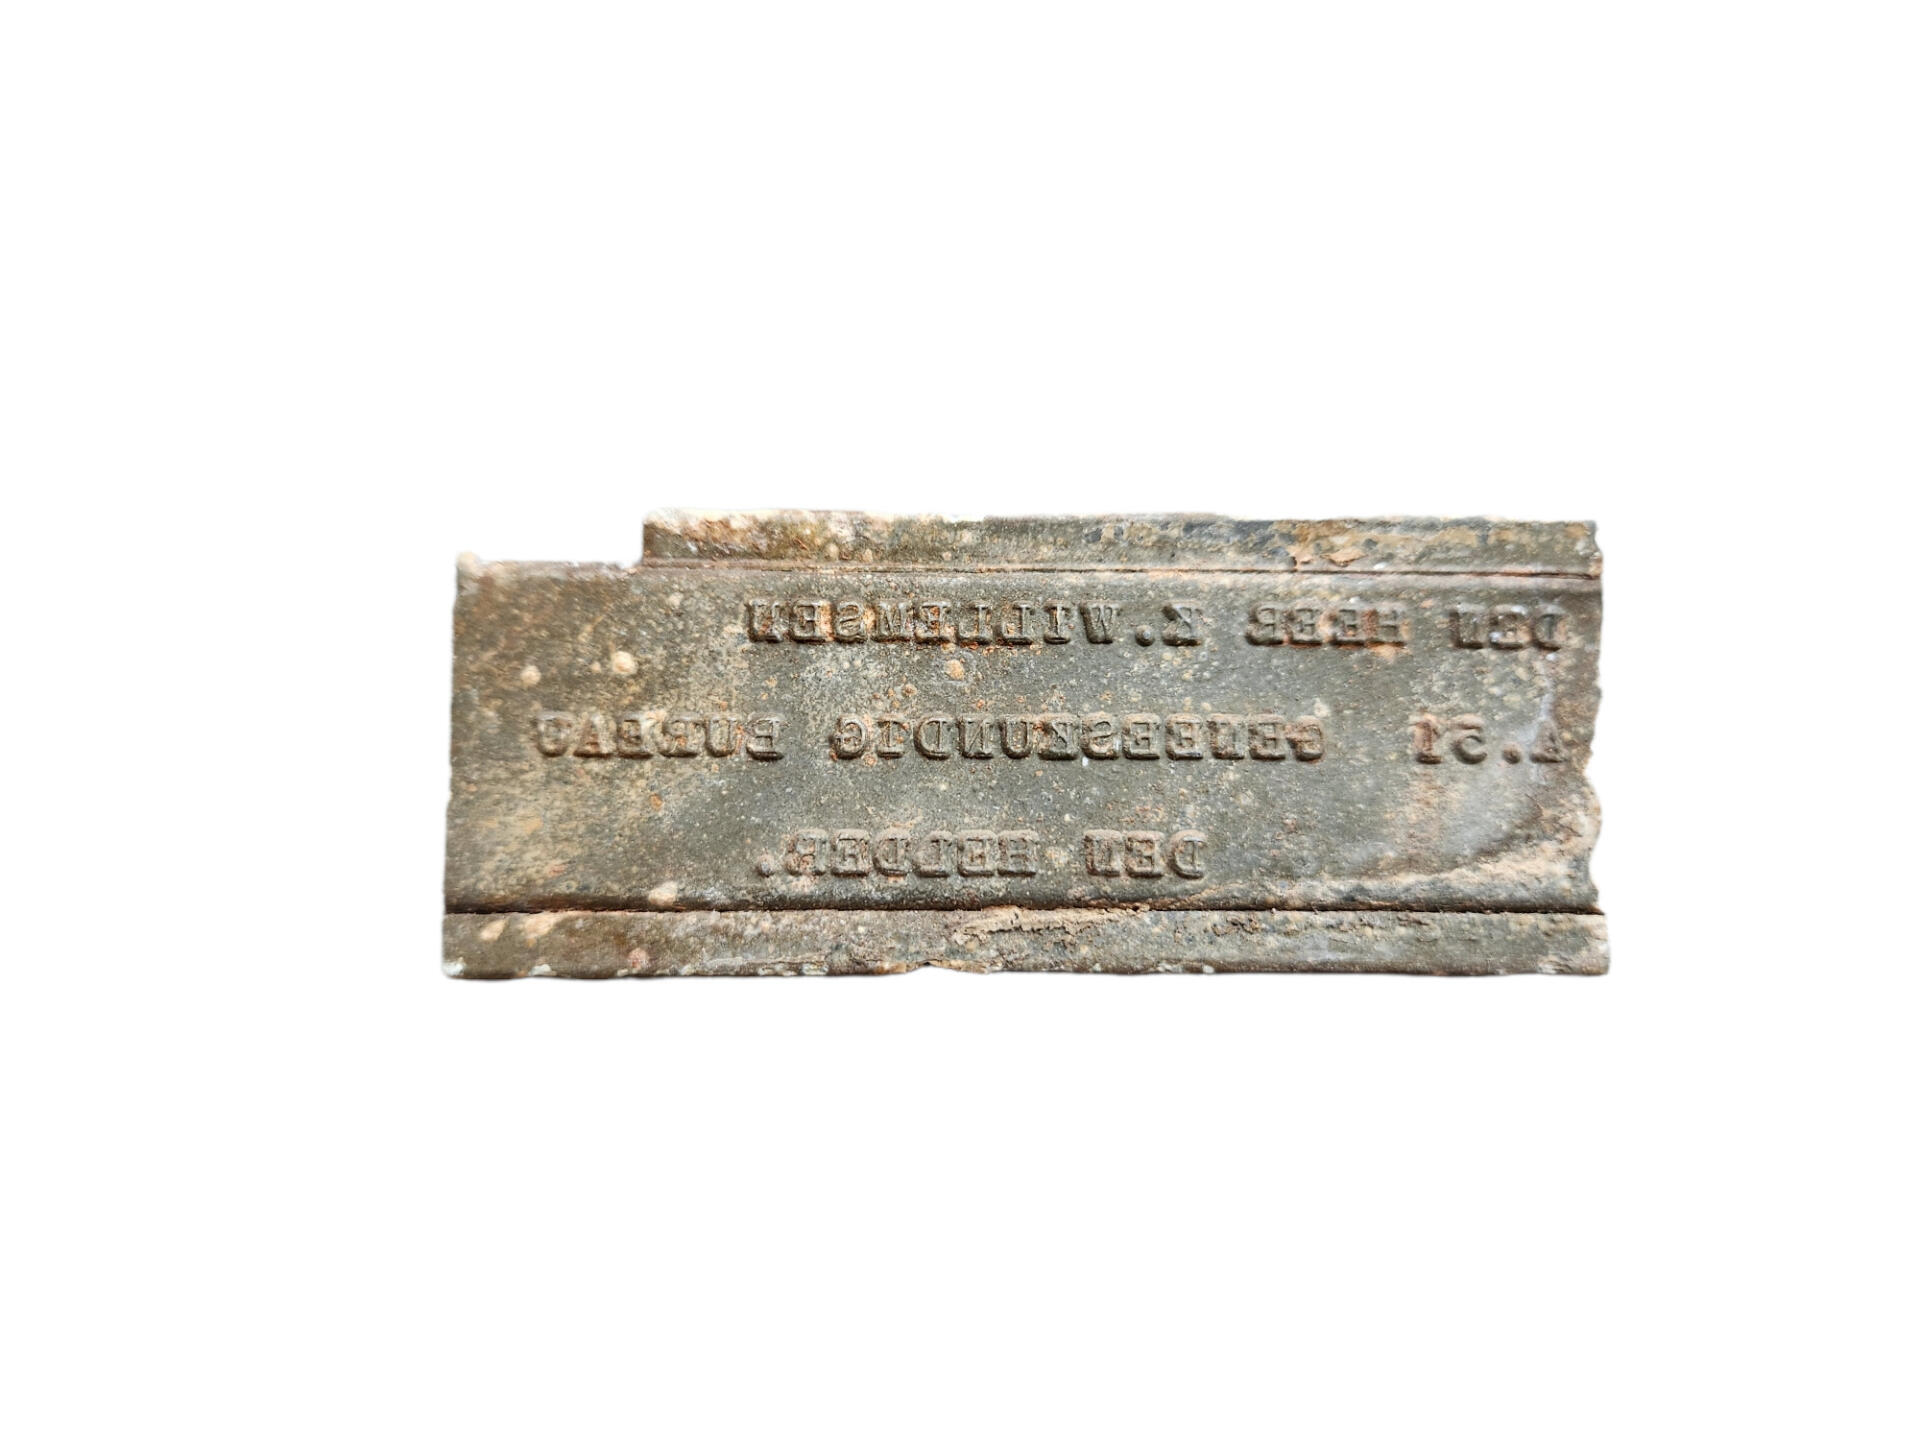 DEN HEER K.WILLEMSEN
A.51 GENEESKUNDIG BUREAU
DEN HELDER.